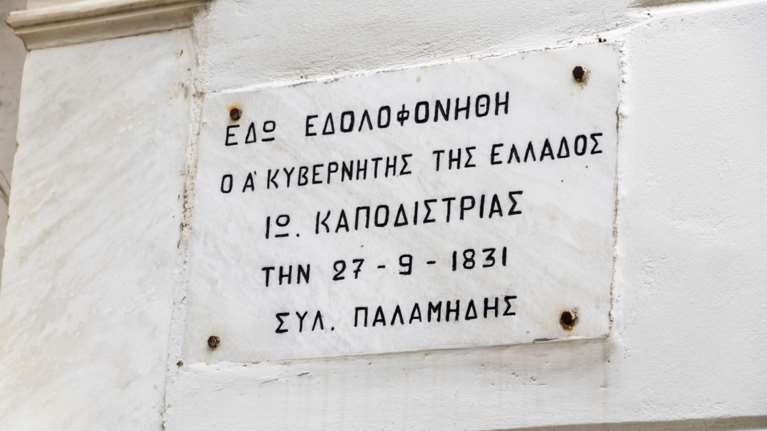 ΕΔΩ ΕΔΟΛΟΦΟΝΗΘΗ
Ο Α' ΚΥΒΕΡΝΗΤΗΣ ΤΗΣ ΕΛΛΑΔΟΣ
ΙΩ. ΚΑΠΟΔΙΣΤΡΙΑΣ
ΤΗΝ 27-9-1831
ΣΥΛ. ΠΑΛΑΜΗΔΗΣ